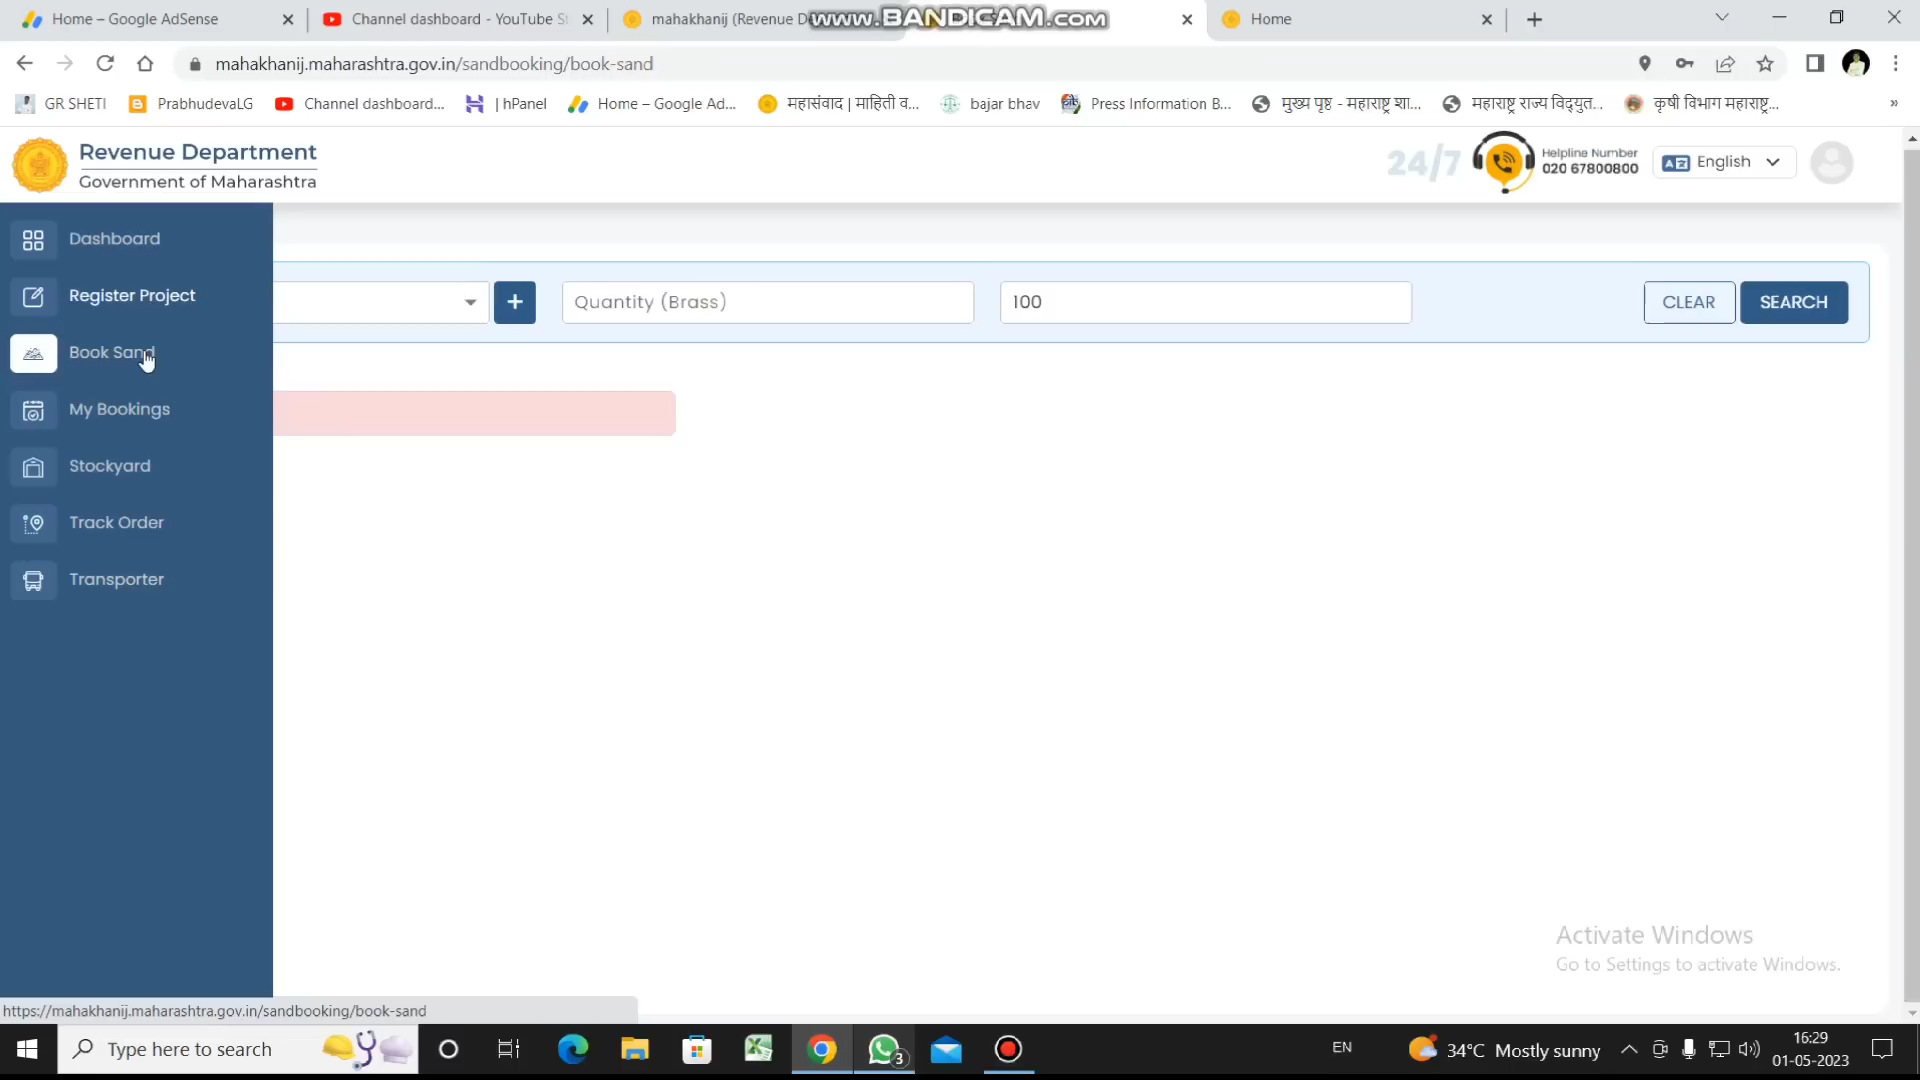 Home – Google AdSense
Channel dashboard - YouTube St
mahakhanij (Revenue De
www.BANDICAM.com
Home
mahakhanij.maharashtra.gov.in/sandbooking/book-sand
GR SHETI
PrabhudevaLG
Channel dashboard...
| hPanel
Home – Google Ad...
महासंवाद | माहिती व...
bajar bhav
Press Information B...
मुख्य पृष्ठ - महाराष्ट्र शा...
महाराष्ट्र राज्य विद्युत...
कृषी विभाग महाराष्ट्र...
»
Revenue Department
Government of Maharashtra
24/7
Helpline Number
020 67800800
English
Dashboard
Register Project
Book Sand
My Bookings
Stockyard
Track Order
Transporter
+
Quantity (Brass)
100
CLEAR
SEARCH
Activate Windows
Go to Settings to activate Windows.
https://mahakhanij.maharashtra.gov.in/sandbooking/book-sand
Type here to search
3
EN
34°C Mostly sunny
16:29
01-05-2023